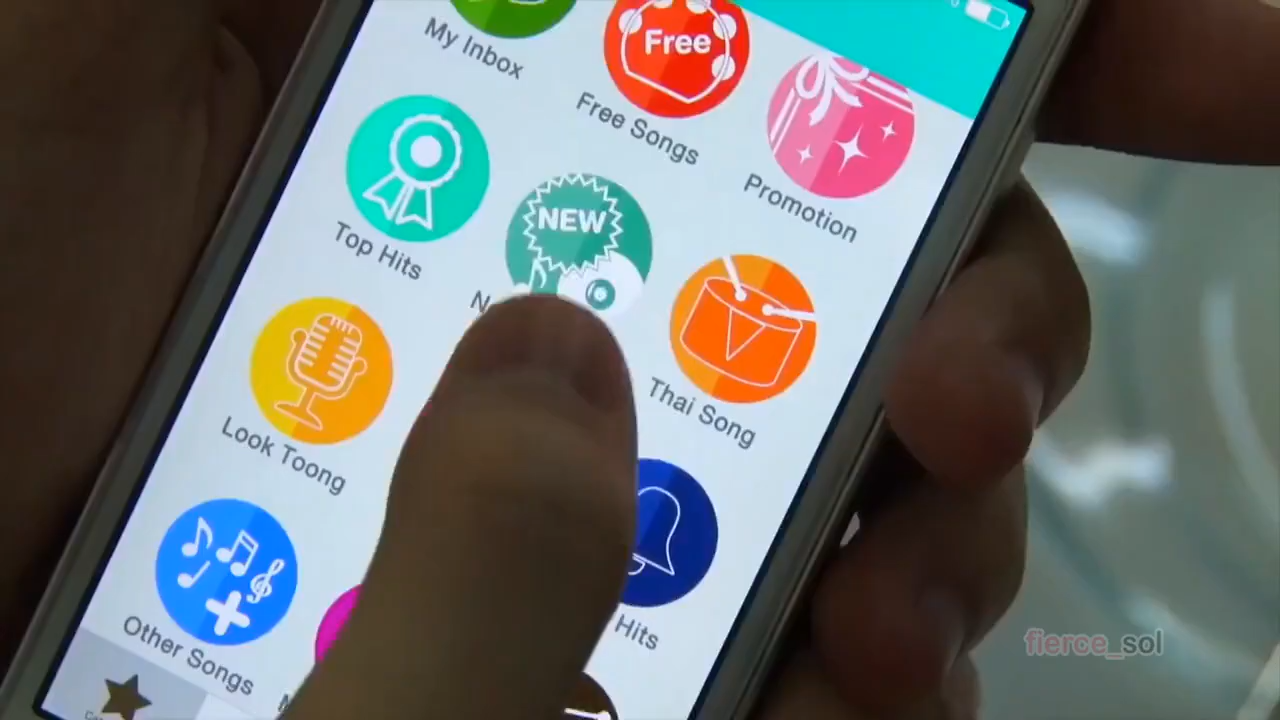 My Inbox
Free
Free Songs
Promotion
Top Hits
NEW
Thai Song
Look Toong
Hits
Other Songs
fierce_sol